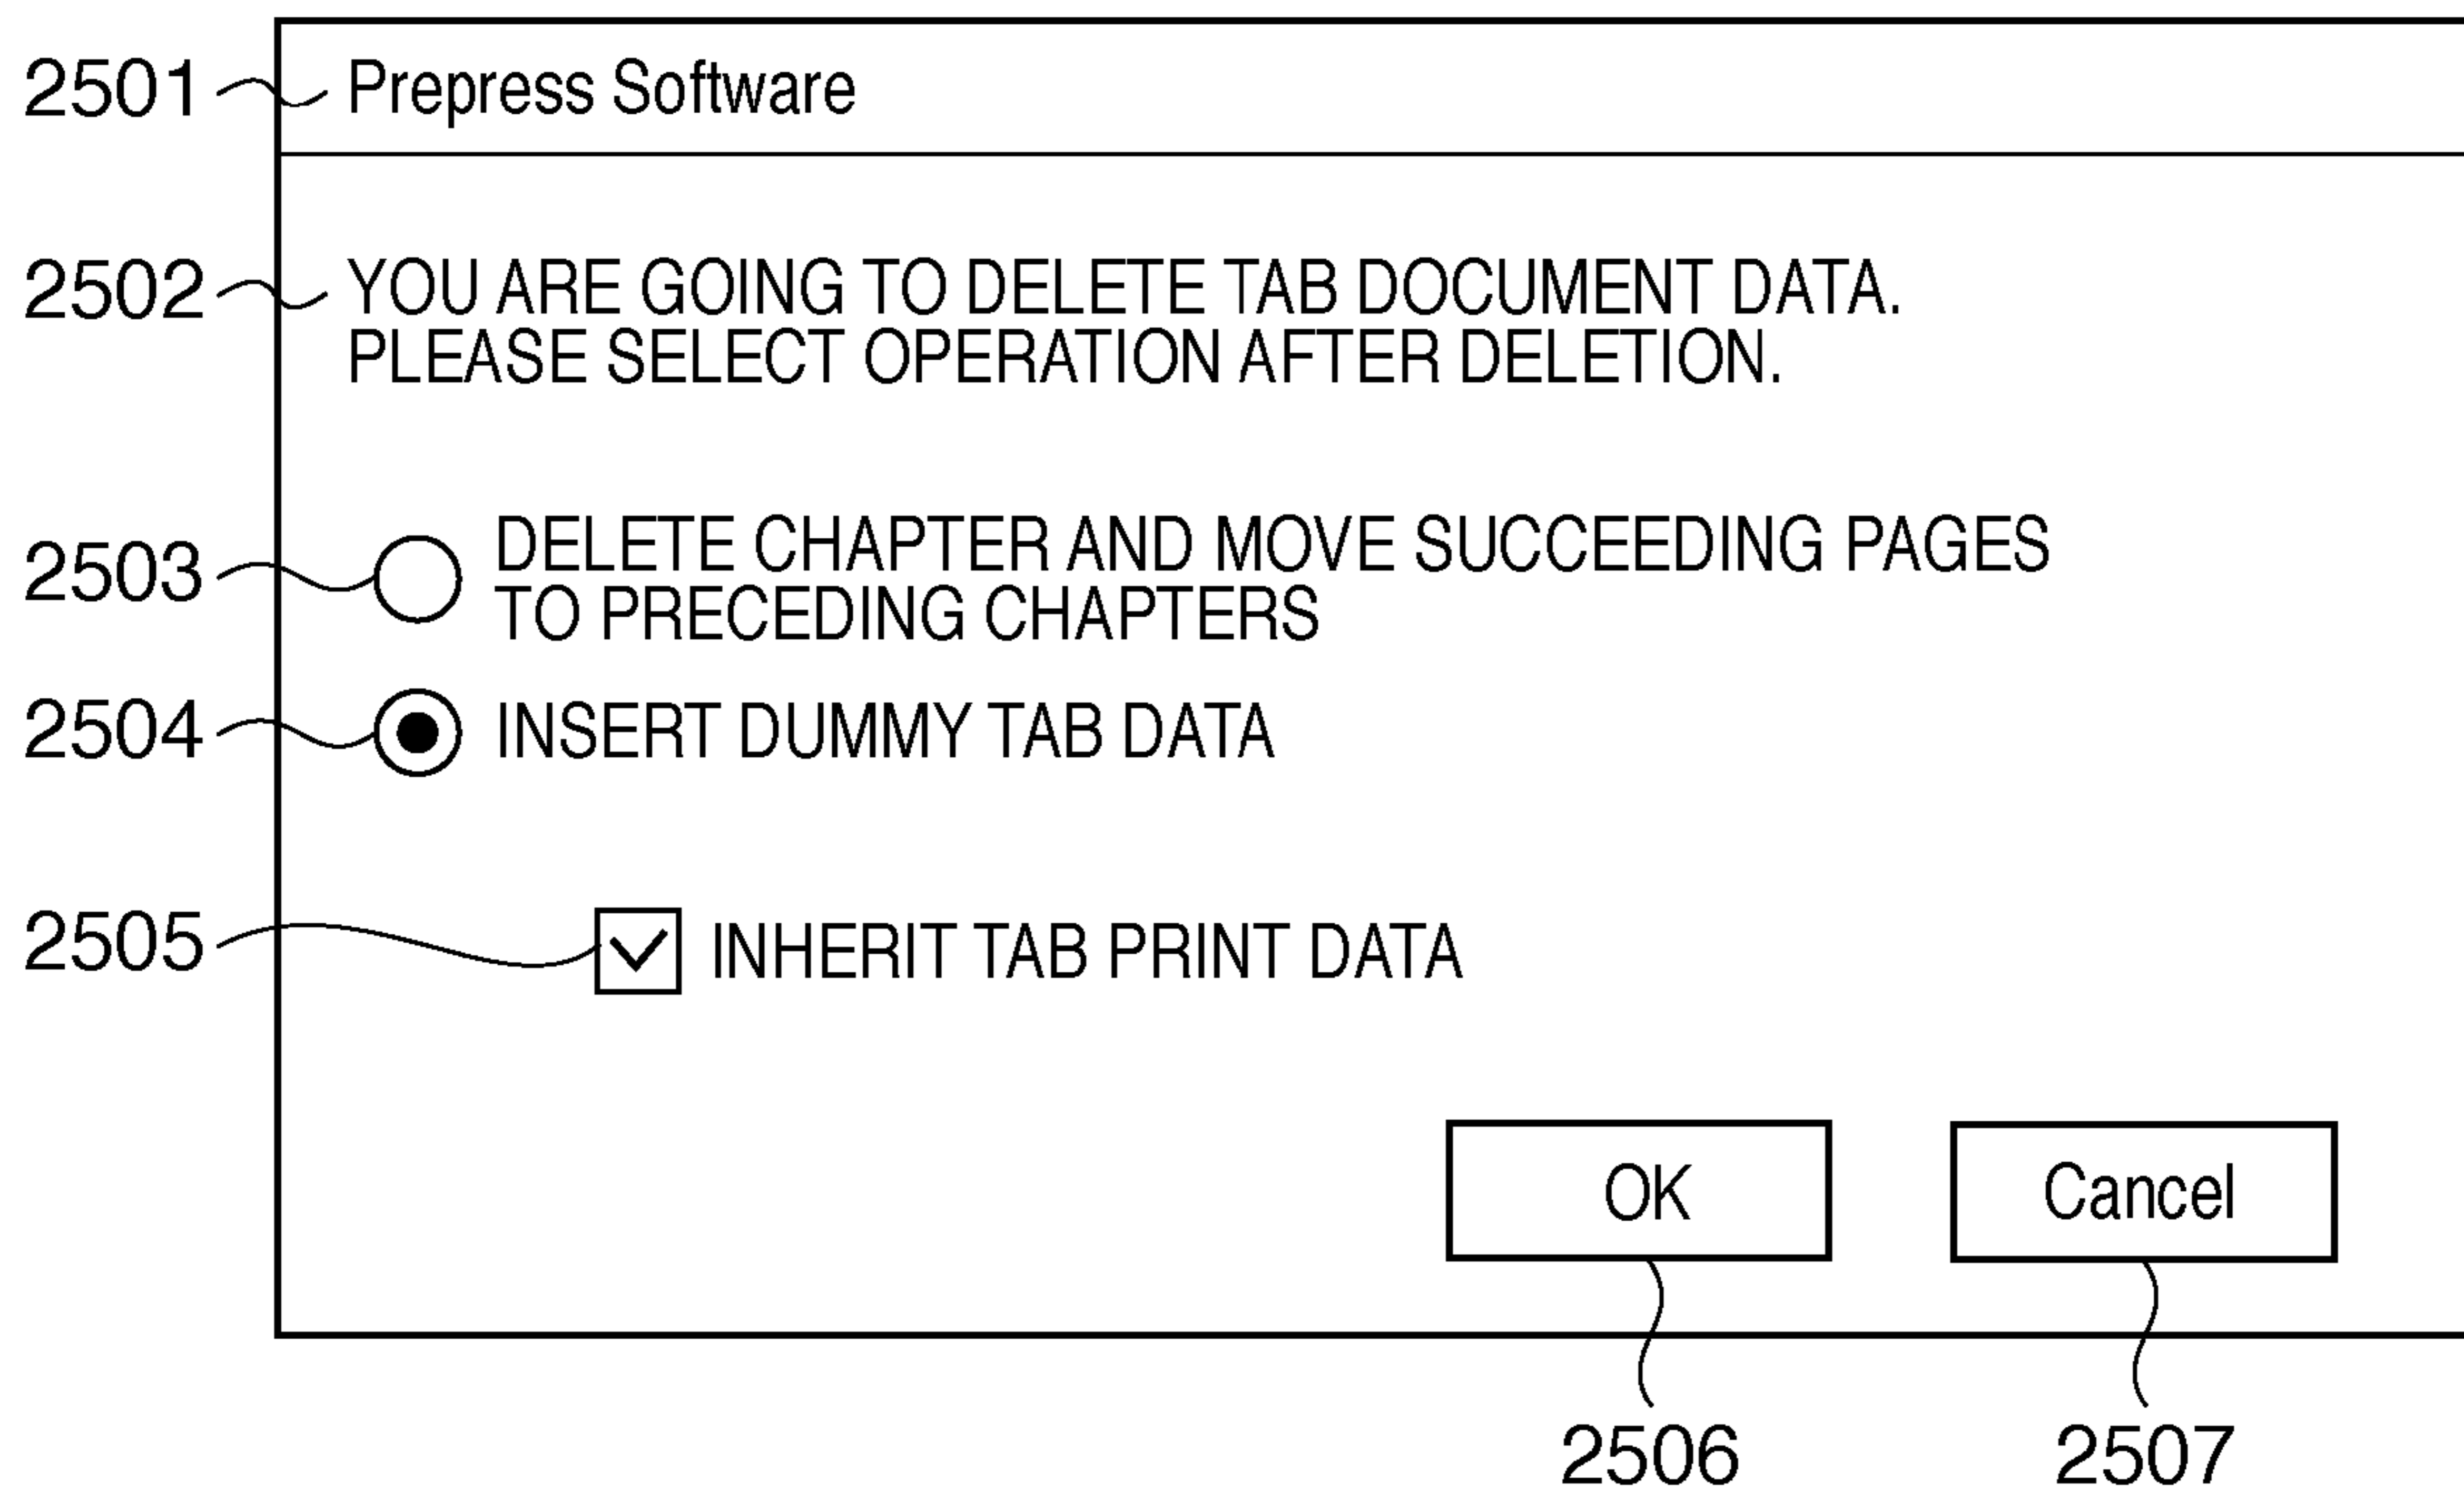 2501 Prepress Software
2502 YOU ARE GOING TO DELETE TAB DOCUMENT DATA.
PLEASE SELECT OPERATION AFTER DELETION.
2503 DELETE CHAPTER AND MOVE SUCCEEDING PAGES
TO PRECEDING CHAPTERS
2504 INSERT DUMMY TAB DATA
2505 INHERIT TAB PRINT DATA
OK Cancel
2506 2507